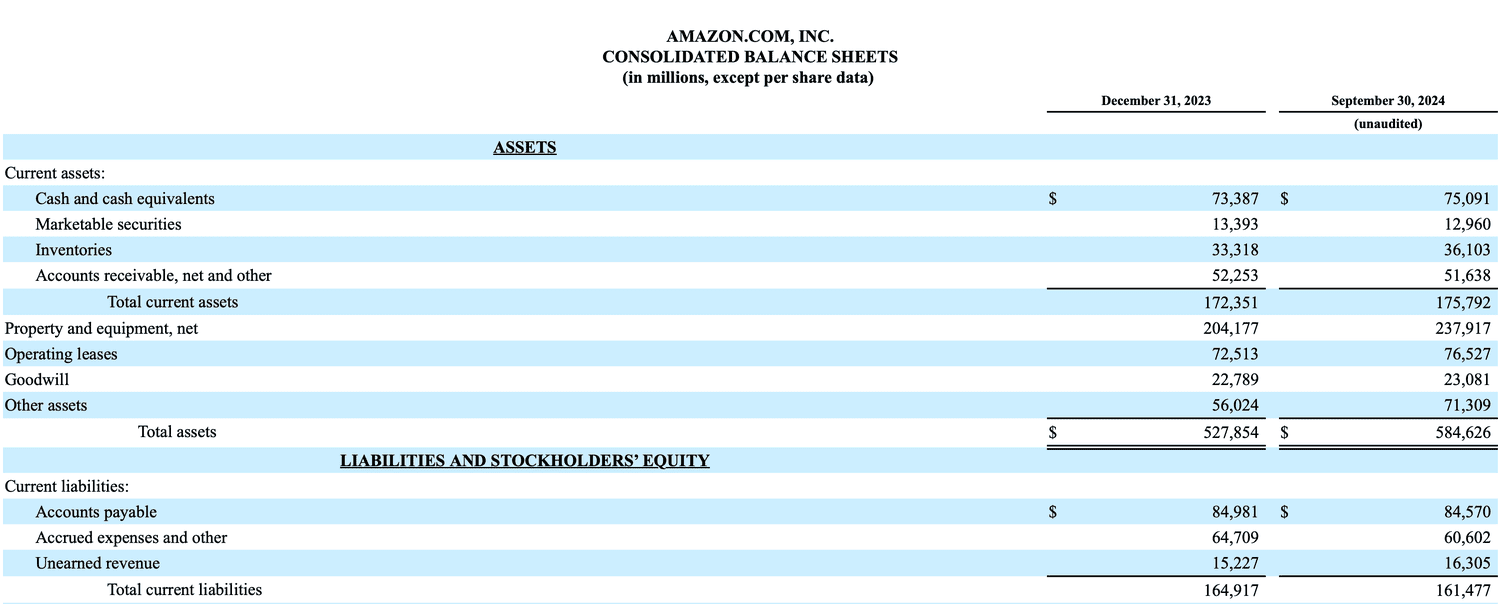 AMAZON.COM, INC.
CONSOLIDATED BALANCE SHEETS
(in millions, except per share data)
December 31, 2023 September 30, 2024
(unaudited)
ASSETS
Current assets:
Cash and cash equivalents $ 73,387 $ 75,091
Marketable securities 13,393 12,960
Inventories 33,318 36,103
Accounts receivable, net and other 52,253 51,638
Total current assets 172,351 175,792
Property and equipment, net 204,177 237,917
Operating leases 72,513 76,527
Goodwill 22,789 23,081
Other assets 56,024 71,309
Total assets $ 527,854 $ 584,626
LIABILITIES AND STOCKHOLDERS’ EQUITY
Current liabilities:
Accounts payable $ 84,981 $ 84,570
Accrued expenses and other 64,709 60,602
Unearned revenue 15,227 16,305
Total current liabilities 164,917 161,477